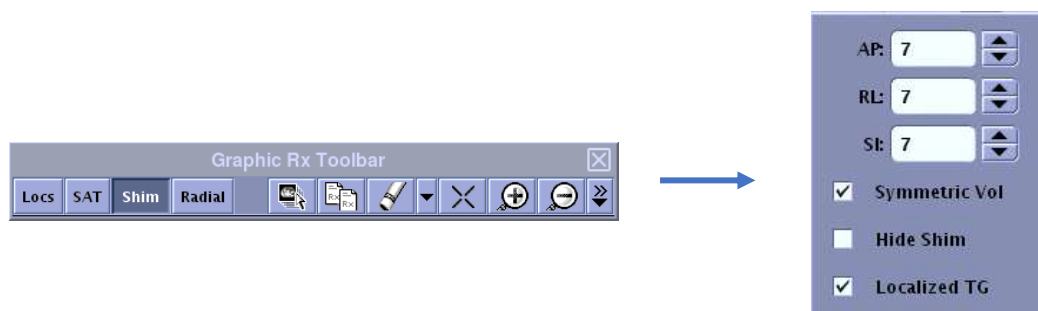 Graphic Rx Toolbar
Locs SAT Shim Radial
Rx Rx
AP: 7
RL: 7
SI: 7
Symmetric Vol
Hide Shim
Localized TG